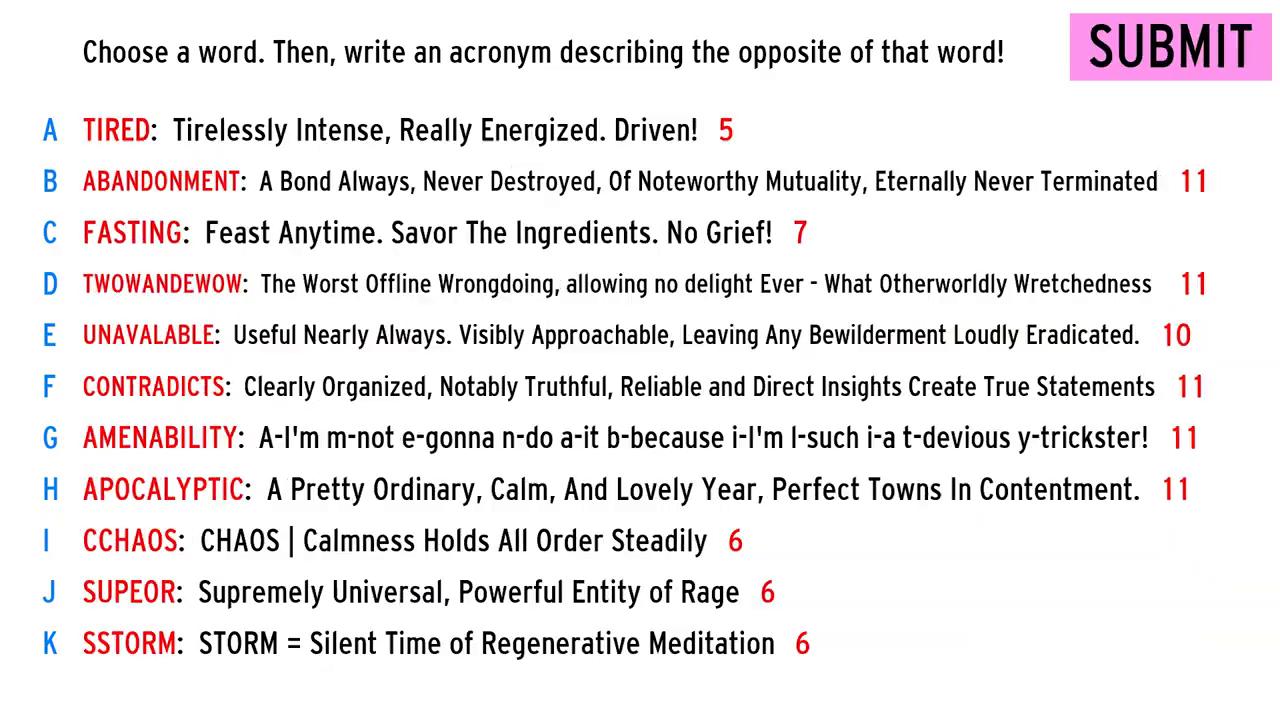 Choose a word. Then, write an acronym describing the opposite of that word!
SUBMIT
A TIRED: Tirelessly Intense, Really Energized. Driven! 5
B ABANDONMENT: A Bond Always, Never Destroyed, Of Noteworthy Mutuality, Eternally Never Terminated 11
C FASTING: Feast Anytime. Savor The Ingredients. No Grief! 7
D TWOWANDEWOW: The Worst Offline Wrongdoing, allowing no delight Ever - What Otherworldly Wretchedness 11
E UNAVALABLE: Useful Nearly Always. Visibly Approachable, Leaving Any Bewilderment Loudly Eradicated. 10
F CONTRADICTS: Clearly Organized, Notably Truthful, Reliable and Direct Insights Create True Statements 11
G AMENABILITY: A-I'm m-not e-gonna n-do a-it b-because i-I'm l-such i-a t-devious y-trickster! 11
H APOCALYPTIC: A Pretty Ordinary, Calm, And Lovely Year, Perfect Towns In Contentment. 11
I CCHAOS: CHAOS | Calmness Holds All Order Steadily 6
J SUPEOR: Supremely Universal, Powerful Entity of Rage 6
K SSTORM: STORM = Silent Time of Regenerative Meditation 6